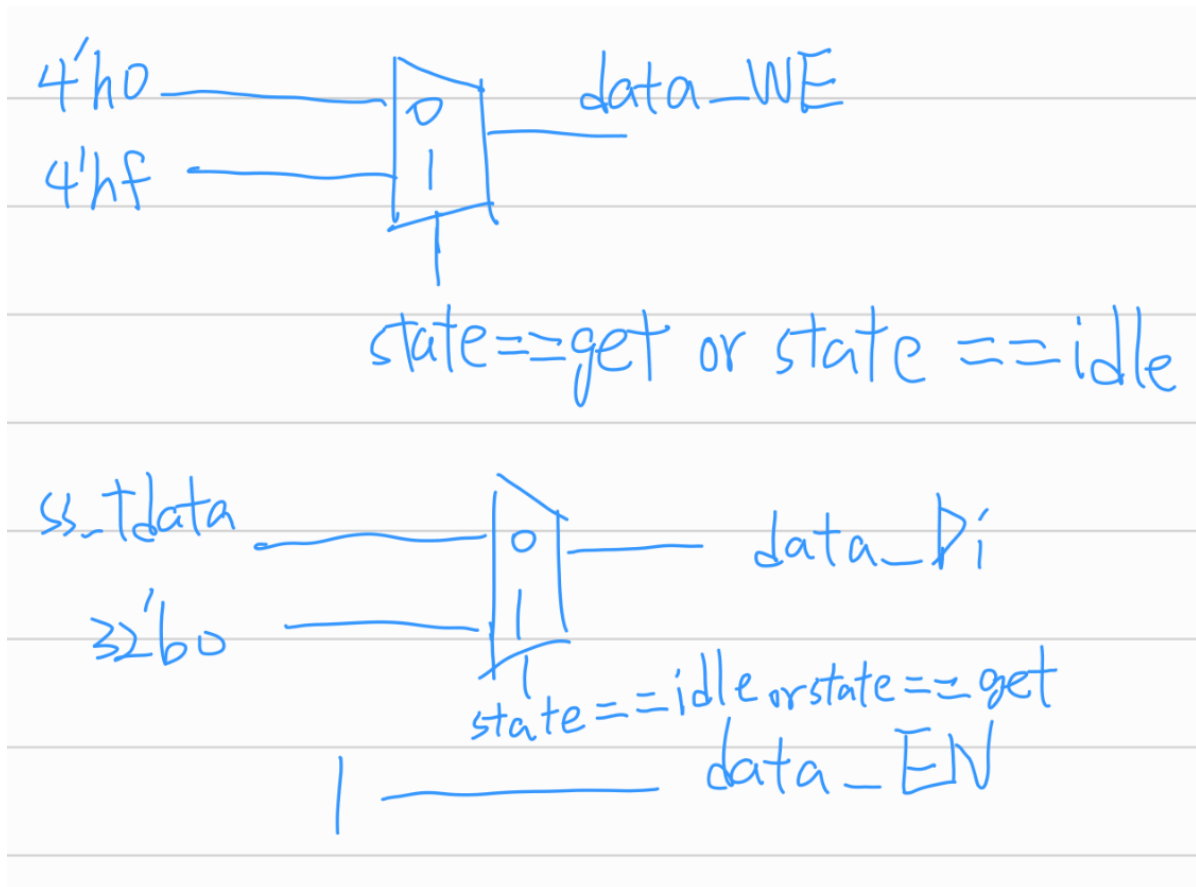 4'h0 0 data_WE
4'hf 1
state==get or state ==idle
ss_tdata 0 data_Di
32'b0 1
state==idle or state==get
1 data_EN